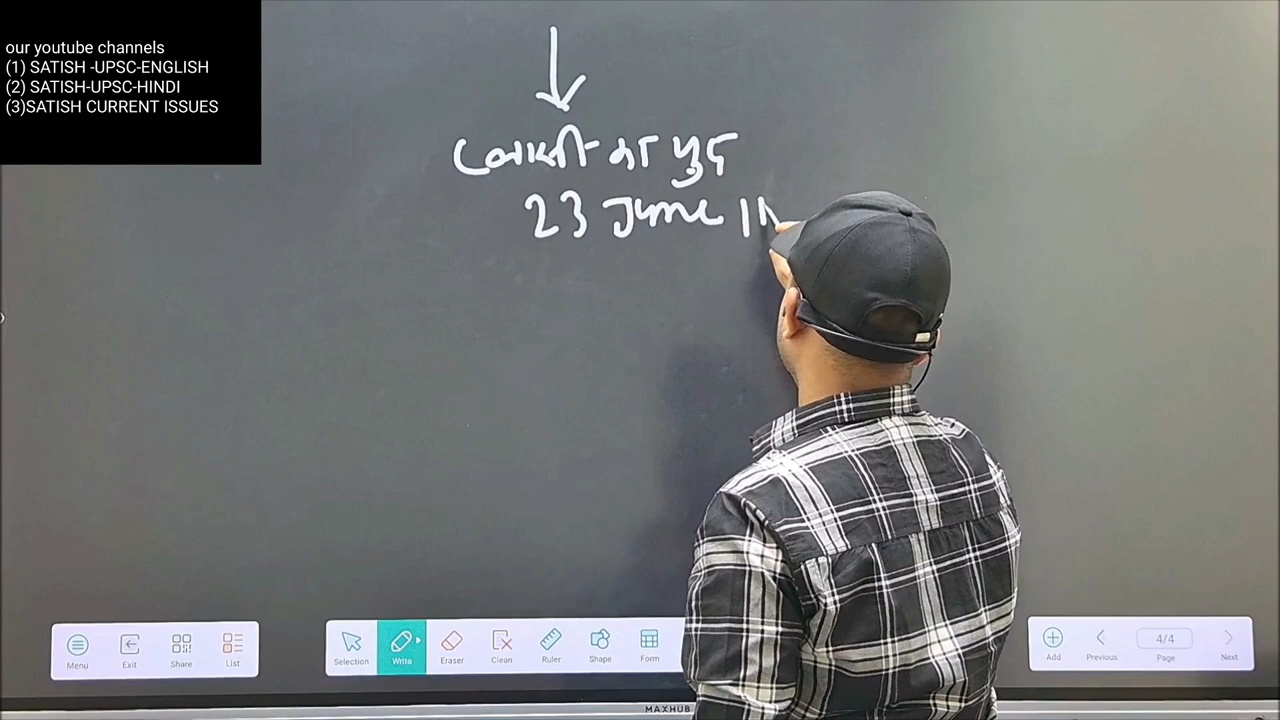 our youtube channels
(1) SATISH -UPSC-ENGLISH
(2) SATISH-UPSC-HINDI
(3)SATISH CURRENT ISSUES
का युद्ध
23 June
Menu
Exit
Share
List
Selection
Write
Eraser
Clean
Ruler
Shape
Form
Add
Previous
4/4
Page
Next
MAXHUB